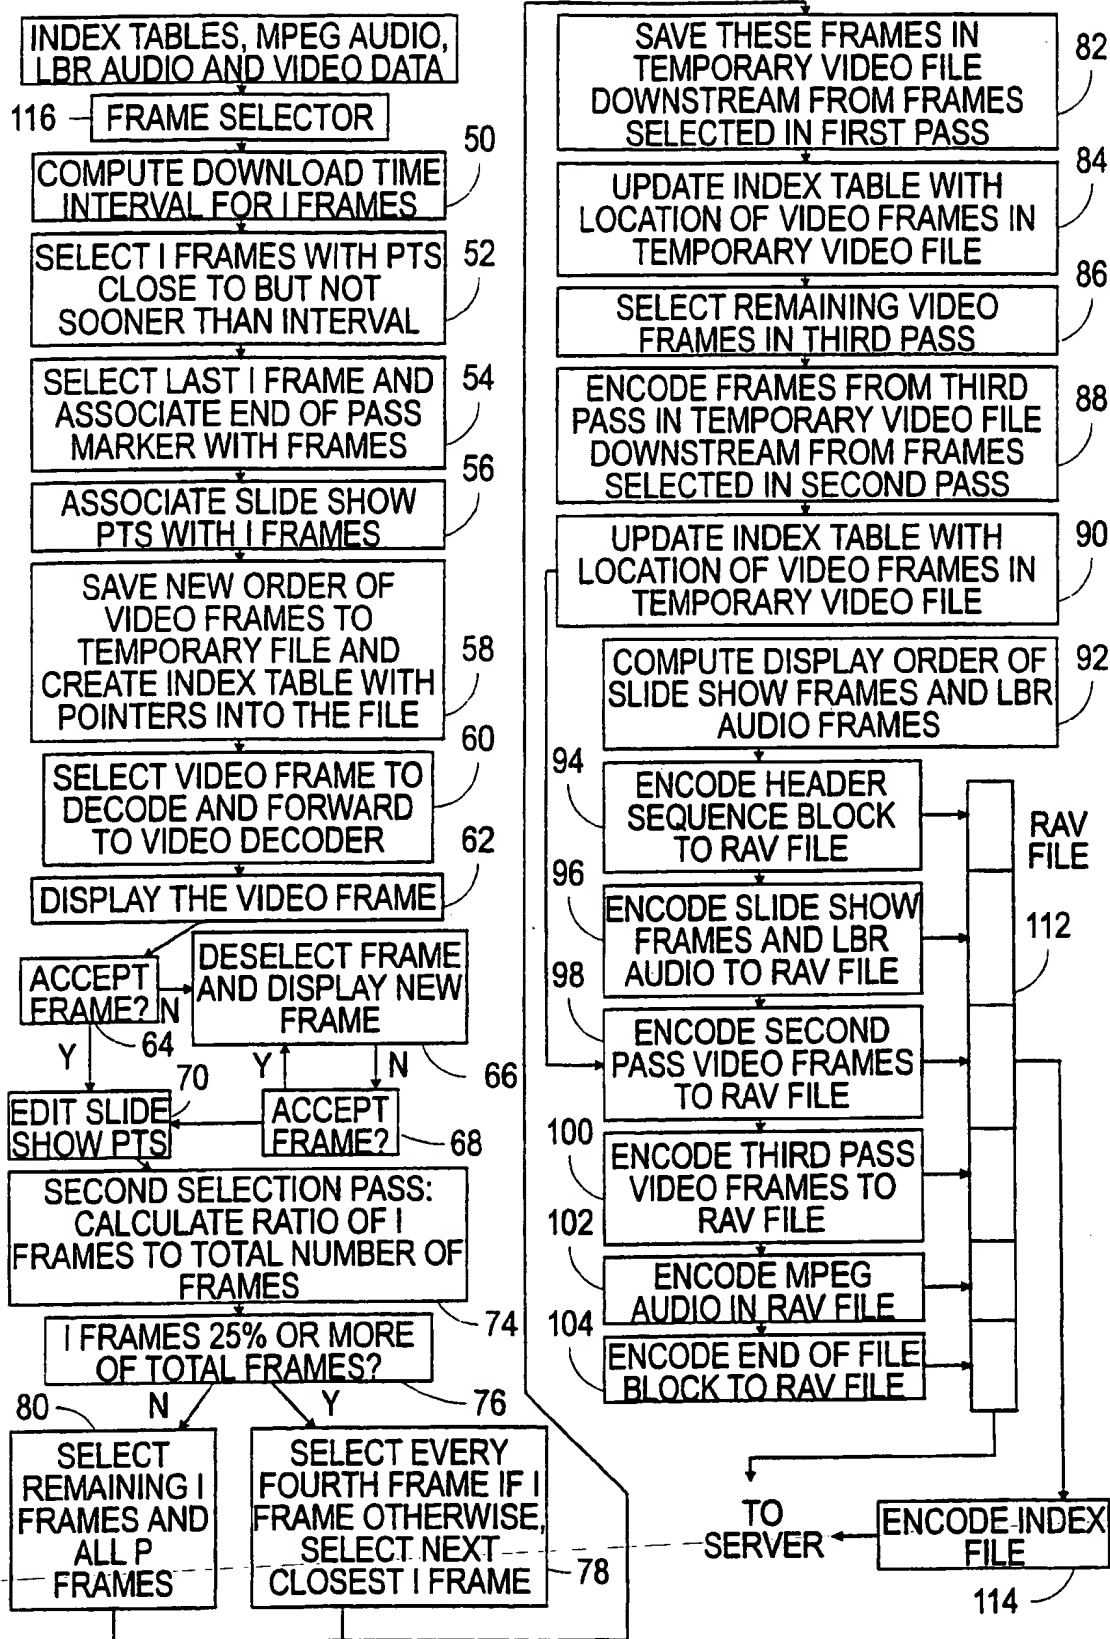 INDEX TABLES, MPEG AUDIO,
LBR AUDIO AND VIDEO DATA
116
FRAME SELECTOR
50
COMPUTE DOWNLOAD TIME
INTERVAL FOR I FRAMES
SELECT I FRAMES WITH PTS
CLOSE TO BUT NOT
SOONER THAN INTERVAL
52
SELECT LAST I FRAME AND
ASSOCIATE END OF PASS
MARKER WITH FRAMES
54
56
ASSOCIATE SLIDE SHOW
PTS WITH I FRAMES
SAVE NEW ORDER OF
VIDEO FRAMES TO
TEMPORARY FILE AND
CREATE INDEX TABLE WITH
POINTERS INTO THE FILE
58
60
SELECT VIDEO FRAME TO
DECODE AND FORWARD
TO VIDEO DECODER
62
DISPLAY THE VIDEO FRAME
ACCEPT
FRAME?
N
64
Y
DESELECT FRAME
AND DISPLAY NEW
FRAME
66
Y
N
70
EDIT SLIDE
SHOW PTS
ACCEPT
FRAME?
68
SECOND SELECTION PASS:
CALCULATE RATIO OF I
FRAMES TO TOTAL NUMBER OF
FRAMES
74
I FRAMES 25% OR MORE
OF TOTAL FRAMES?
76
N
Y
80
SELECT
REMAINING I
FRAMES AND
ALL P
FRAMES
SELECT EVERY
FOURTH FRAME IF I
FRAME OTHERWISE,
SELECT NEXT
CLOSEST I FRAME
78
SAVE THESE FRAMES IN
TEMPORARY VIDEO FILE
DOWNSTREAM FROM FRAMES
SELECTED IN FIRST PASS
82
UPDATE INDEX TABLE WITH
LOCATION OF VIDEO FRAMES IN
TEMPORARY VIDEO FILE
84
86
SELECT REMAINING VIDEO
FRAMES IN THIRD PASS
ENCODE FRAMES FROM THIRD
PASS IN TEMPORARY VIDEO FILE
DOWNSTREAM FROM FRAMES
SELECTED IN SECOND PASS
88
UPDATE INDEX TABLE WITH
LOCATION OF VIDEO FRAMES IN
TEMPORARY VIDEO FILE
90
COMPUTE DISPLAY ORDER OF
SLIDE SHOW FRAMES AND LBR
AUDIO FRAMES
92
94
ENCODE HEADER
SEQUENCE BLOCK
TO RAV FILE
RAV
FILE
96
ENCODE SLIDE SHOW
FRAMES AND LBR
AUDIO TO RAV FILE
112
98
ENCODE SECOND
PASS VIDEO FRAMES
TO RAV FILE
100
ENCODE THIRD PASS
VIDEO FRAMES TO
RAV FILE
102
ENCODE MPEG
AUDIO IN RAV FILE
104
ENCODE END OF FILE
BLOCK TO RAV FILE
TO
SERVER
ENCODE INDEX
FILE
114